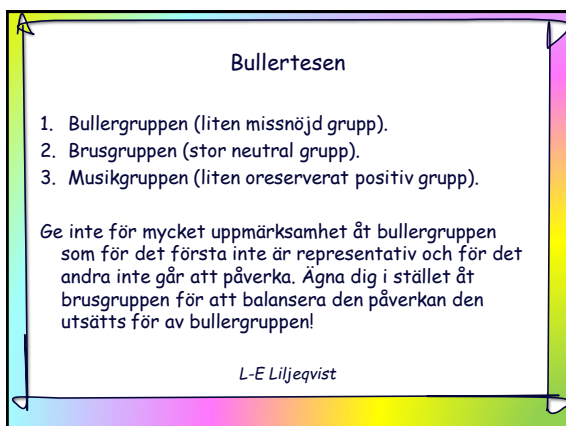 Bullertesen
1. Bullergruppen (liten missnöjd grupp).
2. Brusgruppen (stor neutral grupp).
3. Musikgruppen (liten oreserverat positiv grupp).
Ge inte för mycket uppmärksamhet åt bullergruppen
som för det första inte är representativ och för det
andra inte går att påverka. Ägna dig i stället åt
brusgruppen för att balansera den påverkan den
utsätts för av bullergruppen!
L-E Liljeqvist